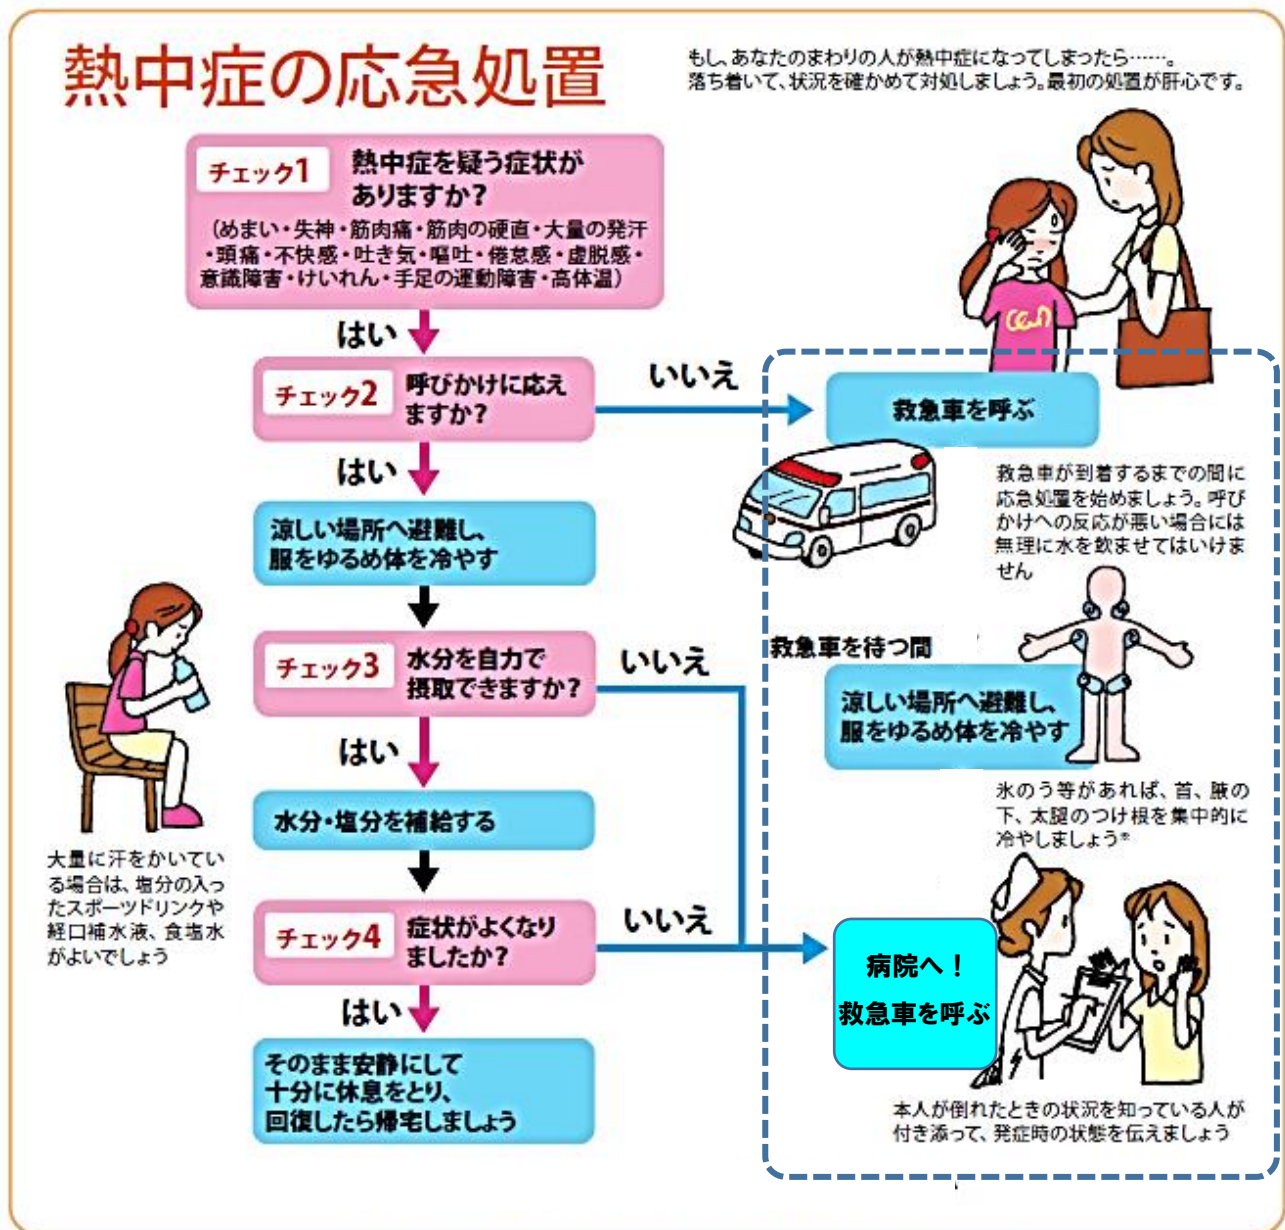 熱中症の応急処置
もし、あなたのまわりの人が熱中症になってしまったら……。
落ち着いて、状況を確かめて対処しましょう。最初の処置が肝心です。
チェック1
熱中症を疑う症状が
ありますか？
（めまい・失神・筋肉痛・筋肉の硬直・大量の発汗
・頭痛・不快感・吐き気・嘔吐・倦怠感・虚脱感・
意識障害・けいれん・手足の運動障害・高体温）
はい
チェック2
呼びかけに応え
ますか？
いいえ
救急車を呼ぶ
救急車が到着するまでの間に
応急処置を始めましょう。呼び
かけへの反応が悪い場合には
無理に水を飲ませてはいけま
せん
はい
涼しい場所へ避難し、
服をゆるめ体を冷やす
チェック3
水分を自力で
摂取できますか？
いいえ
救急車を待つ間
涼しい場所へ避難し、
服をゆるめ体を冷やす
氷のう等があれば、首、腋の
下、太腿のつけ根を集中的に
冷やしましょう※
はい
水分・塩分を補給する
大量に汗をかいてい
る場合は、塩分の入っ
たスポーツドリンクや
経口補水液、食塩水
がよいでしょう
チェック4
症状がよくなり
ましたか？
いいえ
病院へ！
救急車を呼ぶ
はい
そのまま安静にして
十分に休息をとり、
回復したら帰宅しましょう
本人が倒れたときの状況を知っている人が
付き添って、発症時の状態を伝えましょう